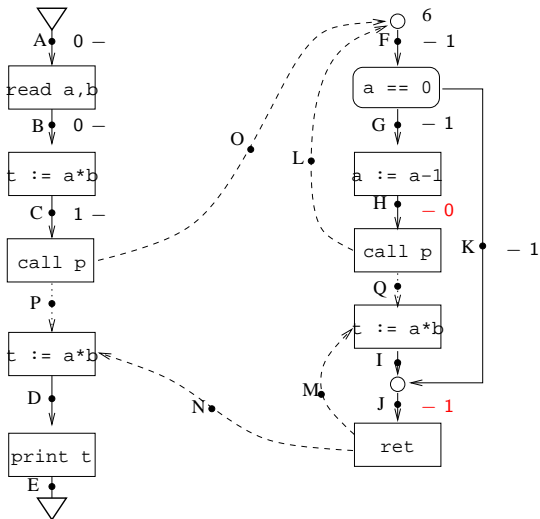 A 0 –
read a,b
B 0 –
t := a*b
C 1 –
call p
P
t := a*b
D
print t
E
O
L
N
M
6
F – 1
a == 0
G – 1
a := a-1
H – 0
call p
K – 1
Q
t := a*b
I
J – 1
ret